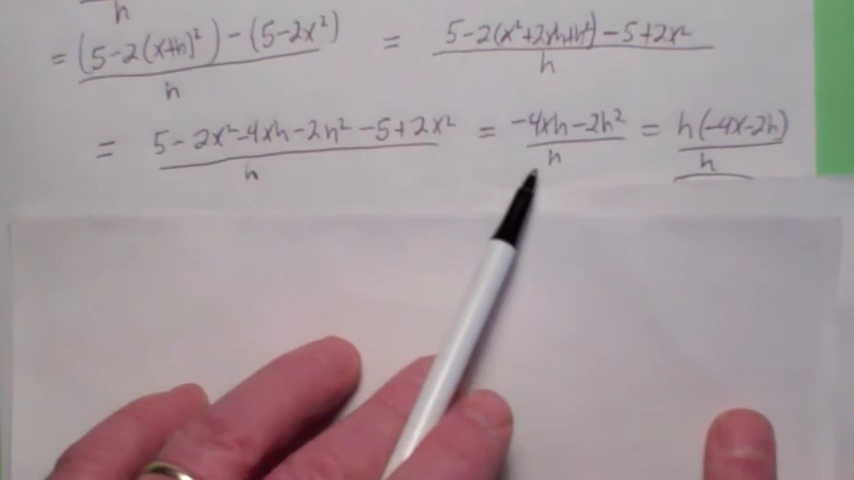 h
= (5-2(x+h)²) - (5-2x²) / h = 5-2(x²+2xh+h²) - 5+2x² / h
= 5-2x²-4xh-2h²-5+2x² / h = -4xh-2h² / h = h(-4x-2h) / h